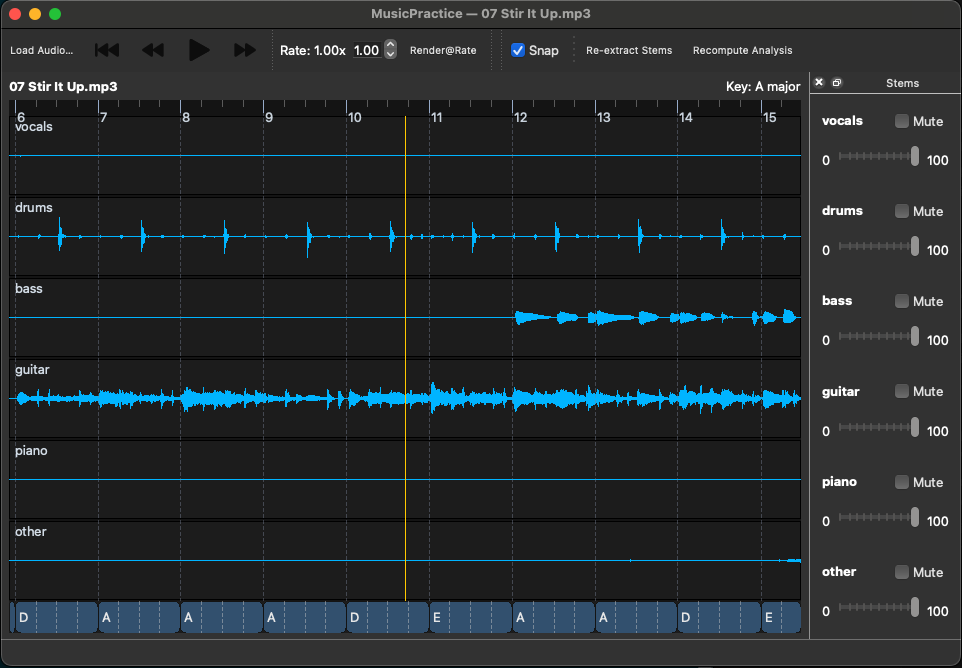 MusicPractice — 07 Stir It Up.mp3
Load Audio... Rate: 1.00x 1.00 Render@Rate Snap Re-extract Stems Recompute Analysis
07 Stir It Up.mp3 Key: A major
Stems
6 7 8 9 10 11 12 13 14 15
vocals
drums
bass
guitar
piano
other
D A A A D E A A D E
vocals Mute
0 100
drums Mute
0 100
bass Mute
0 100
guitar Mute
0 100
piano Mute
0 100
other Mute
0 100